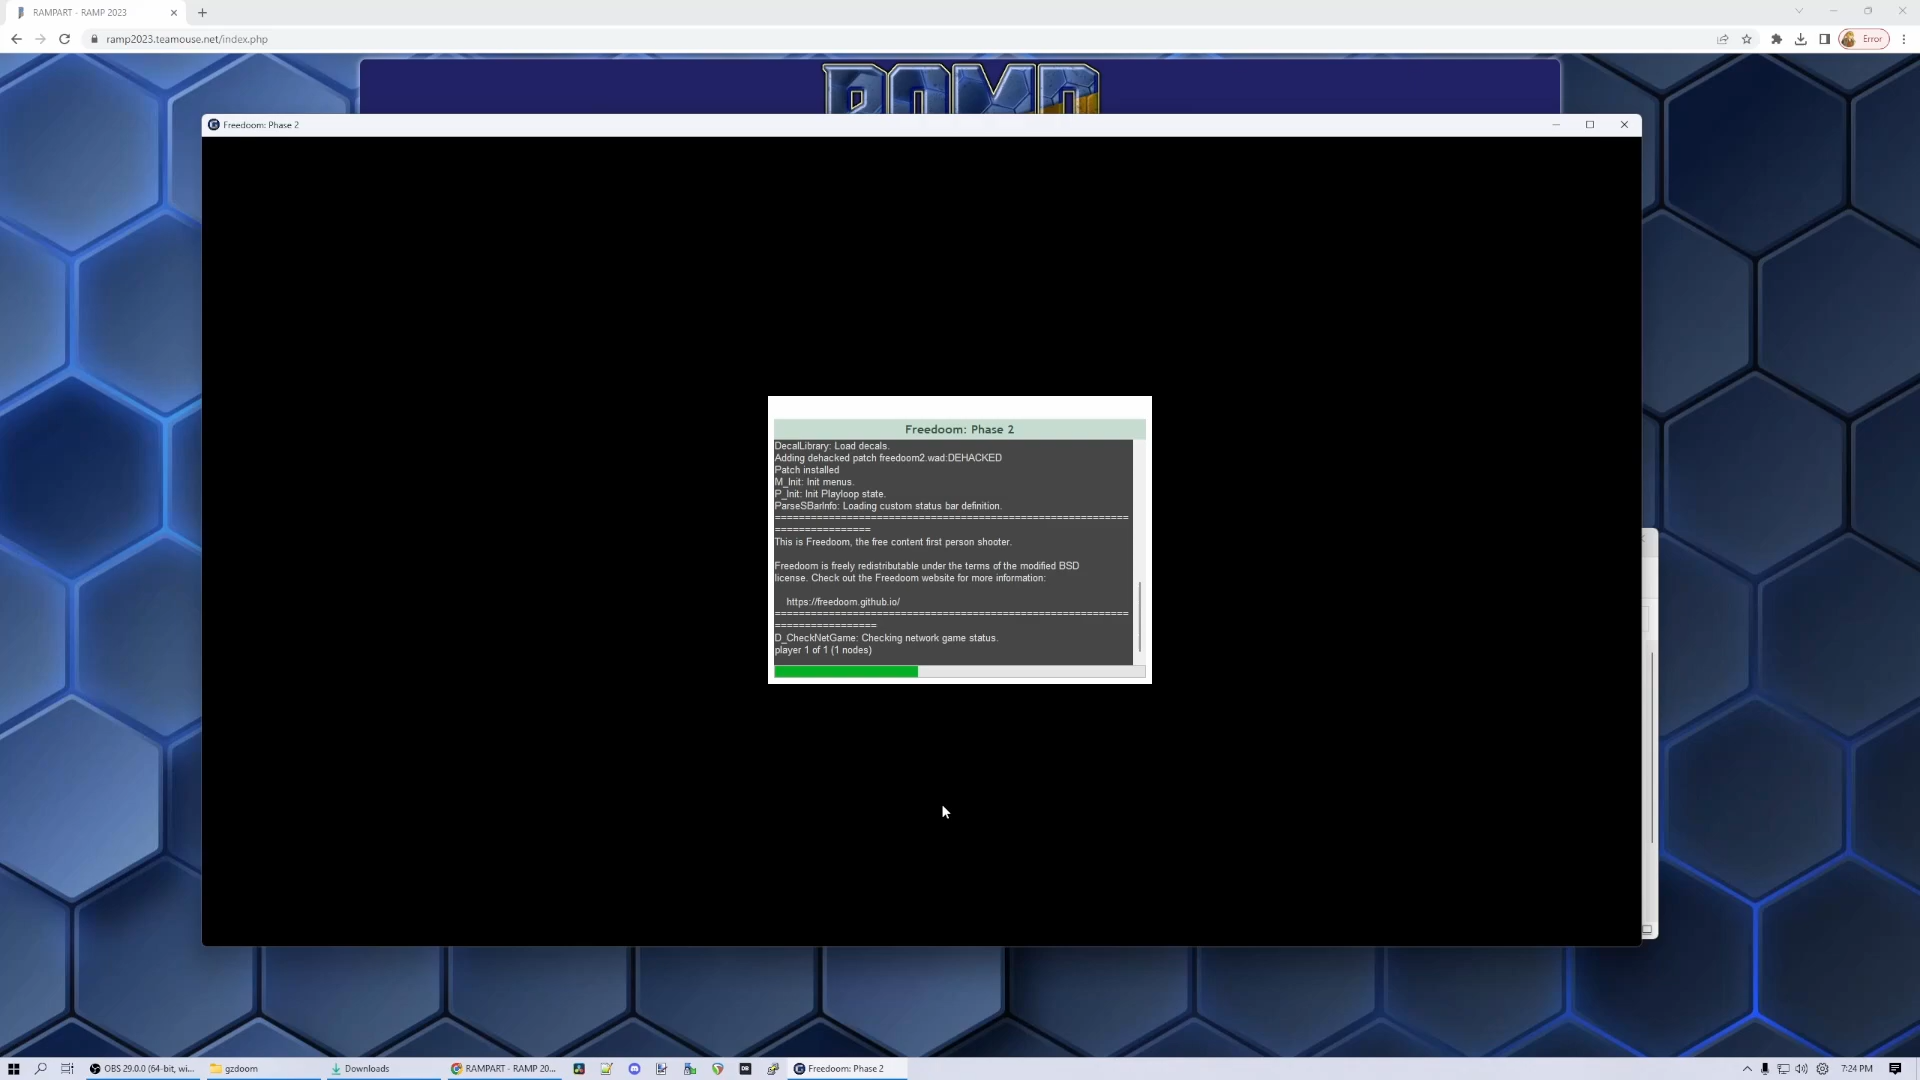 RAMPART - RAMP 2023
ramp2023.teamouse.net/index.php
Error
RAMP
Freedoom: Phase 2
Freedoom: Phase 2
DecalLibrary: Load decals.
Adding dehacked patch freedoom2.wad:DEHACKED
Patch installed
M_Init: Init menus.
P_Init: Init Playloop state.
ParseSBarInfo: Loading custom status bar definition.
===========================================================
================
This is Freedoom, the free content first person shooter.
Freedoom is freely redistributable under the terms of the modified BSD
license. Check out the Freedoom website for more information:
https://freedoom.github.io/
===========================================================
=================
D_CheckNetGame: Checking network game status.
player 1 of 1 (1 nodes)
OBS 29.0.0 (64-bit, wi...
gzdoom
Downloads
RAMPART - RAMP 20...
DR
Freedoom: Phase 2
7:24 PM